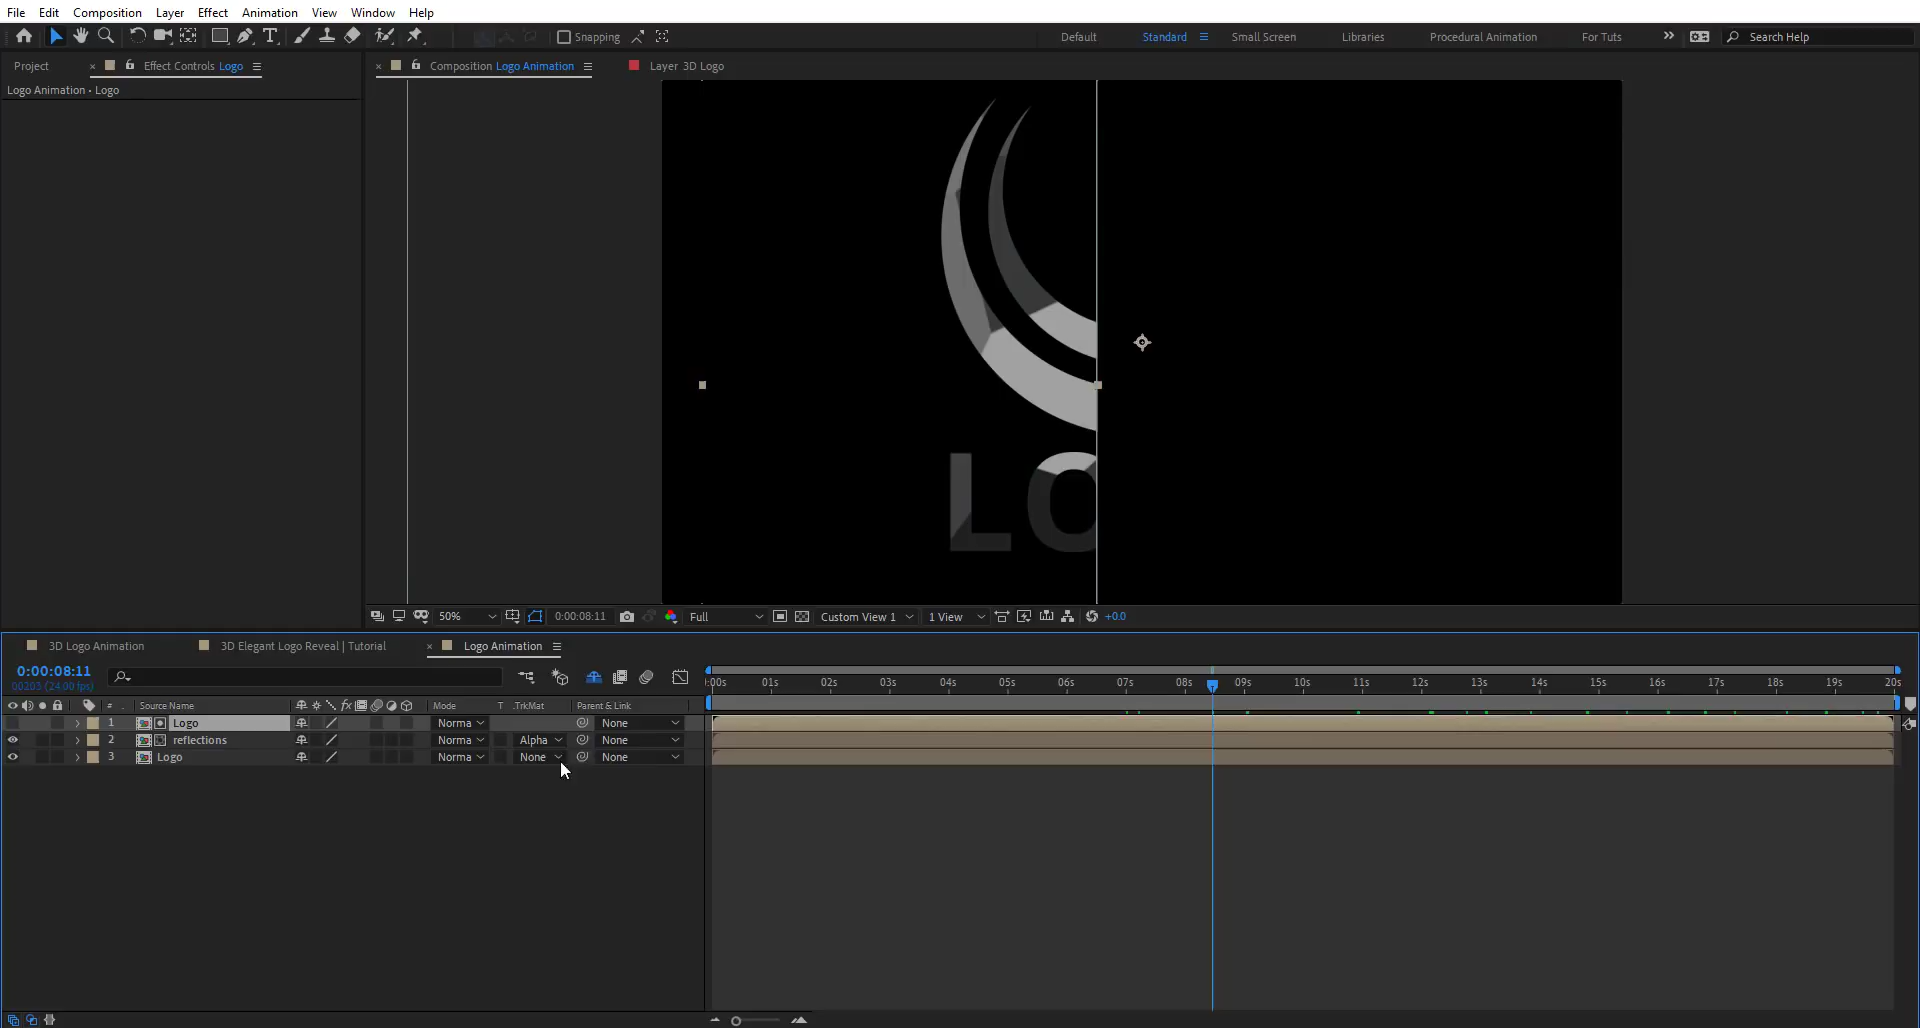 File Edit Composition Layer Effect Animation View Window Help
Snapping Default Standard Small Screen Libraries Procedural Animation For Tuts Search Help
Project Effect Controls Logo Composition Logo Animation Layer 3D Logo
Logo Animation • Logo
LO
50% 0:00:08:11 Full Custom View 1 1 View +0.0
3D Logo Animation 3D Elegant Logo Reveal | Tutorial Logo Animation
0:00:08:11
00203 (24.00 fps)
:00s 01s 02s 03s 04s 05s 06s 07s 08s 09s 10s 11s 12s 13s 14s 15s 16s 17s 18s 19s 20s
# Source Name fx Mode T .TrkMat Parent & Link
1 Logo Norma None
2 reflections Norma Alpha None
3 Logo Norma None None